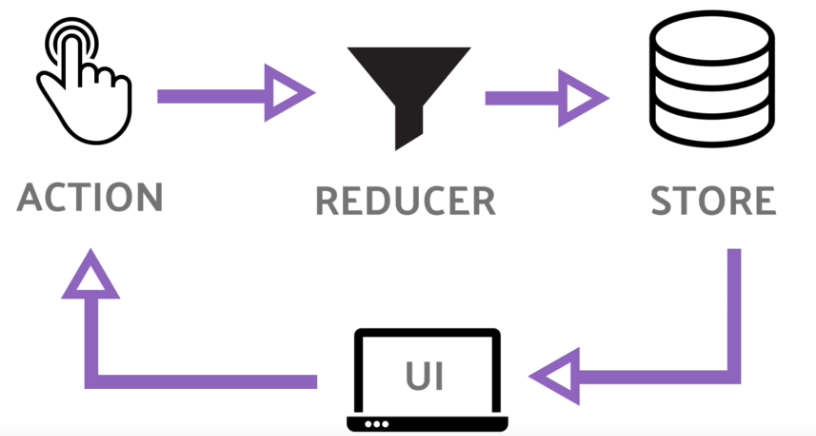 ACTION
REDUCER
STORE
UI